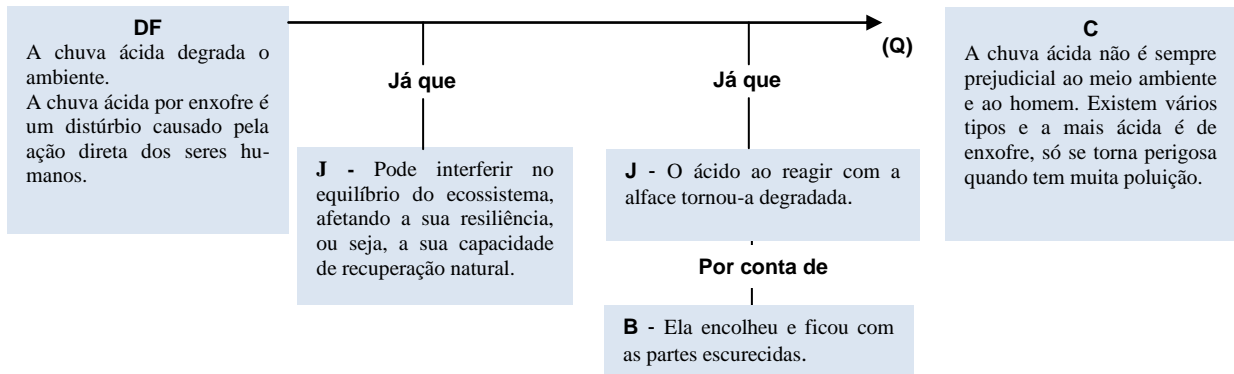 DF
A chuva ácida degrada o
ambiente.
A chuva ácida por enxofre é
um distúrbio causado pela
ação direta dos seres hu-
manos.
Já que
J - Pode interferir no
equilíbrio do ecossistema,
afetando a sua resiliência,
ou seja, a sua capacidade
de recuperação natural.
Já que
J - O ácido ao reagir com a
alface tornou-a degradada.
Por conta de
B - Ela encolheu e ficou com
as partes escurecidas.
(Q)
C
A chuva ácida não é sempre
prejudicial ao meio ambiente
e ao homem. Existem vários
tipos e a mais ácida é de
enxofre, só se torna perigosa
quando tem muita poluição.